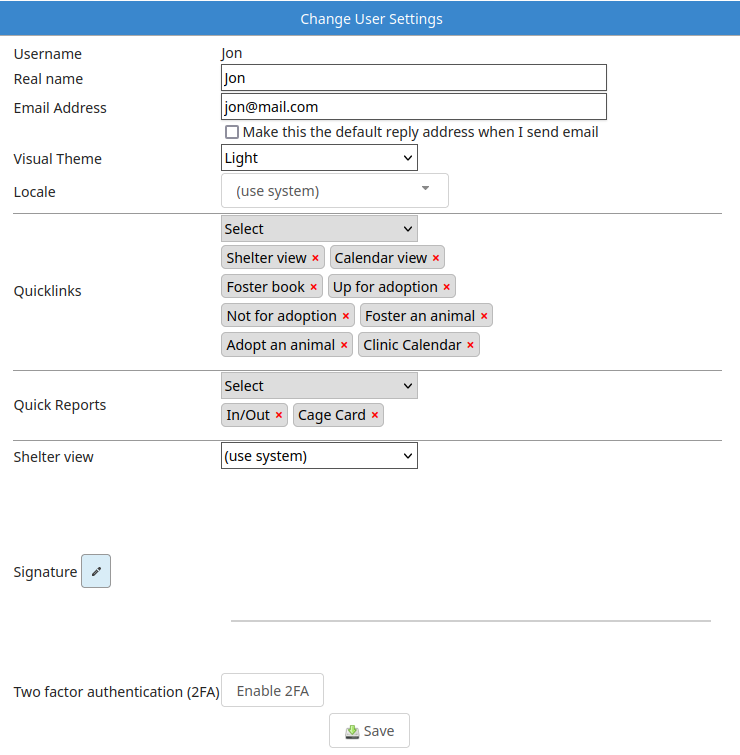 Change User Settings
Username Jon
Real name Jon
Email Address jon@mail.com
Make this the default reply address when I send email
Visual Theme Light
Locale (use system)
Select
Shelter view × Calendar view ×
Foster book × Up for adoption ×
Quicklinks
Not for adoption × Foster an animal ×
Adopt an animal × Clinic Calendar ×
Select
Quick Reports
In/Out × Cage Card ×
Shelter view (use system)
Signature
Two factor authentication (2FA) Enable 2FA
Save